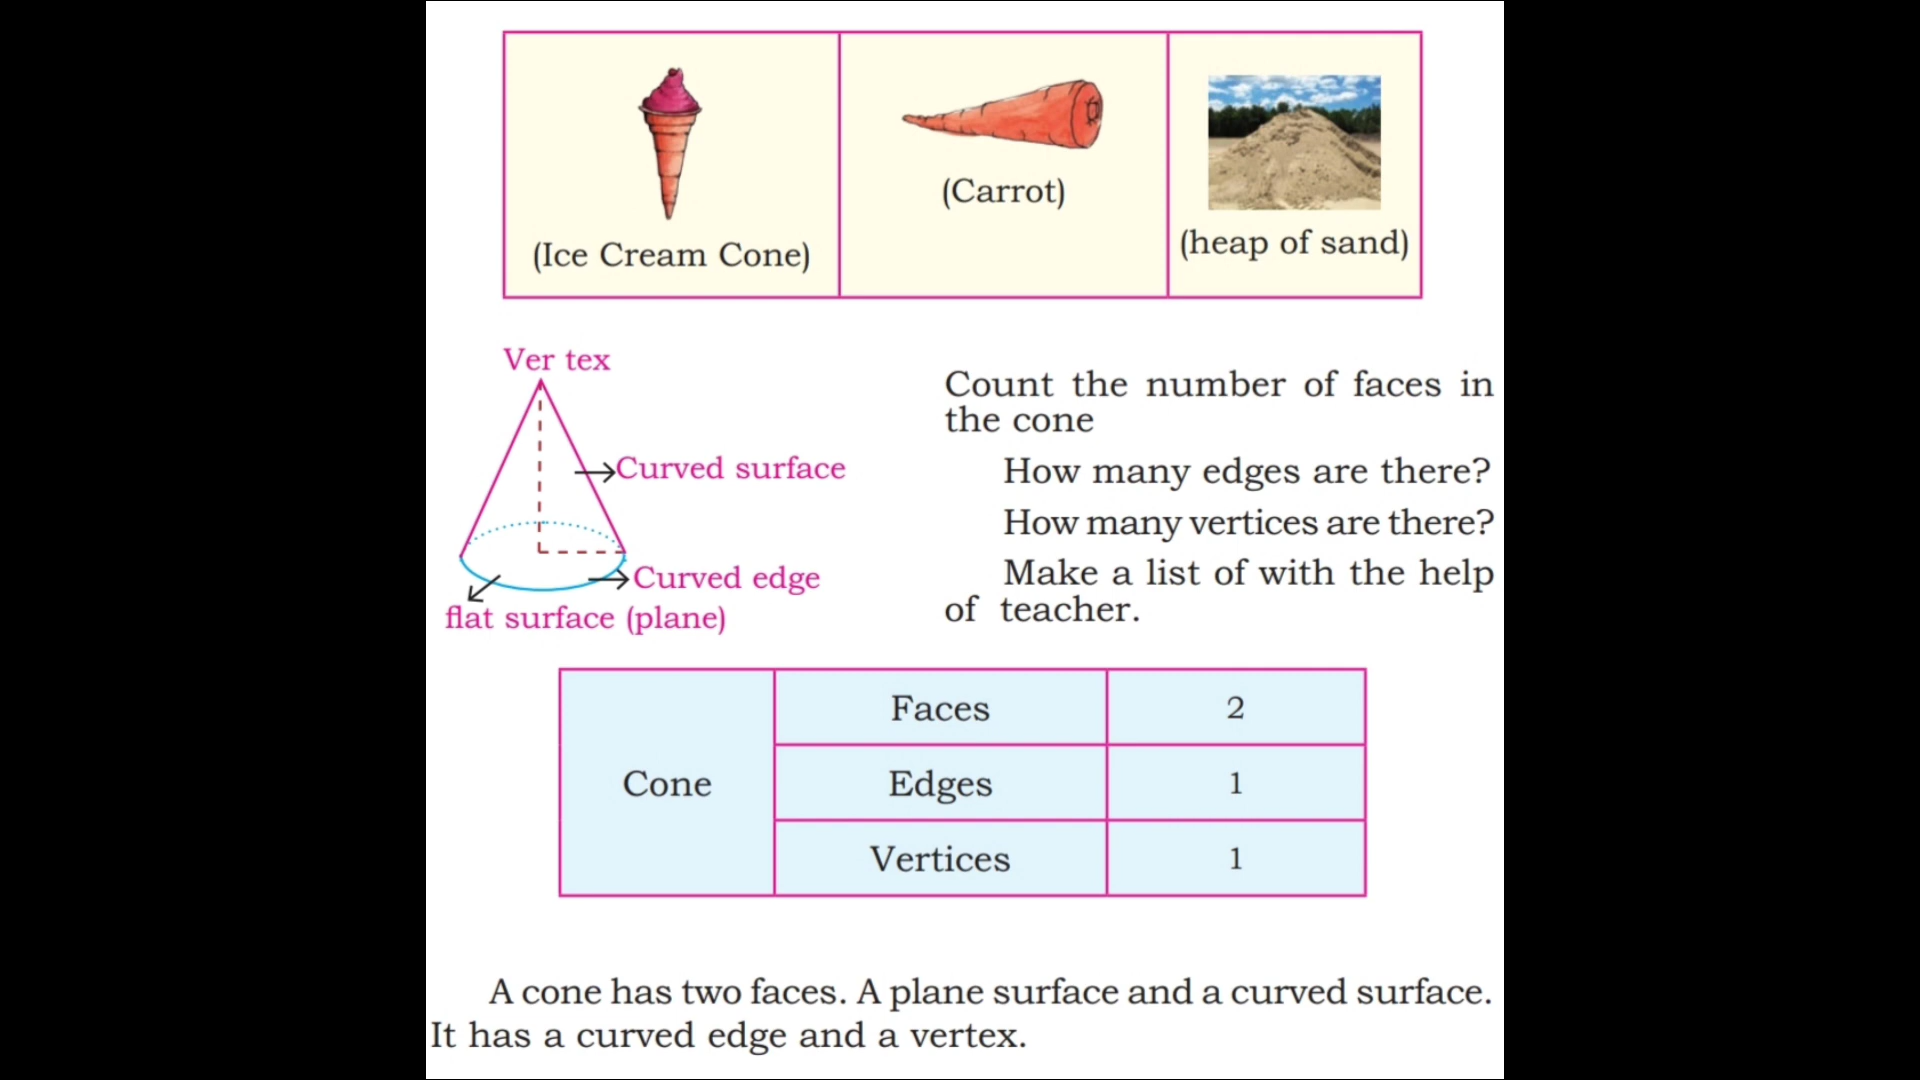 (Ice Cream Cone)
(Carrot)
(heap of sand)
Ver tex
Curved surface
Curved edge
flat surface (plane)
Count the number of faces in
the cone
How many edges are there?
How many vertices are there?
Make a list of with the help
of teacher.
Cone
Faces 2
Edges 1
Vertices 1
A cone has two faces. A plane surface and a curved surface.
It has a curved edge and a vertex.